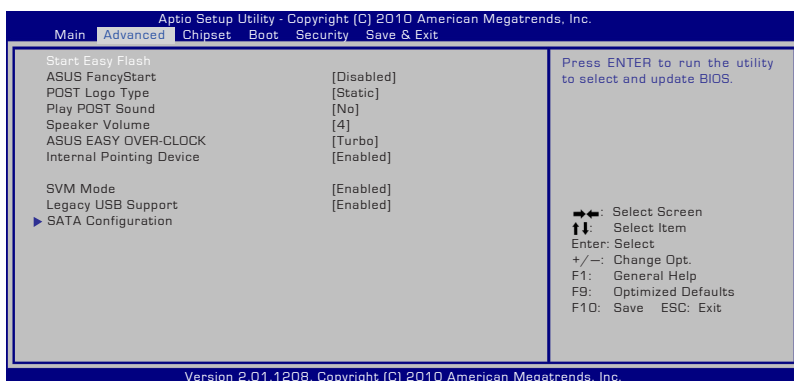 Aptio Setup Utility - Copyright (C) 2010 American Megatrends, Inc.
Main Advanced Chipset Boot Security Save & Exit
Start Easy Flash
ASUS FancyStart [Disabled]
POST Logo Type [Static]
Play POST Sound [No]
Speaker Volume [4]
ASUS EASY OVER-CLOCK [Turbo]
Internal Pointing Device [Enabled]
SVM Mode [Enabled]
Legacy USB Support [Enabled]
▶ SATA Configuration
Press ENTER to run the utility
to select and update BIOS.
→←: Select Screen
↑↓: Select Item
Enter: Select
+/—: Change Opt.
F1: General Help
F9: Optimized Defaults
F10: Save ESC: Exit
Version 2.01.1208. Copyright (C) 2010 American Megatrends, Inc.